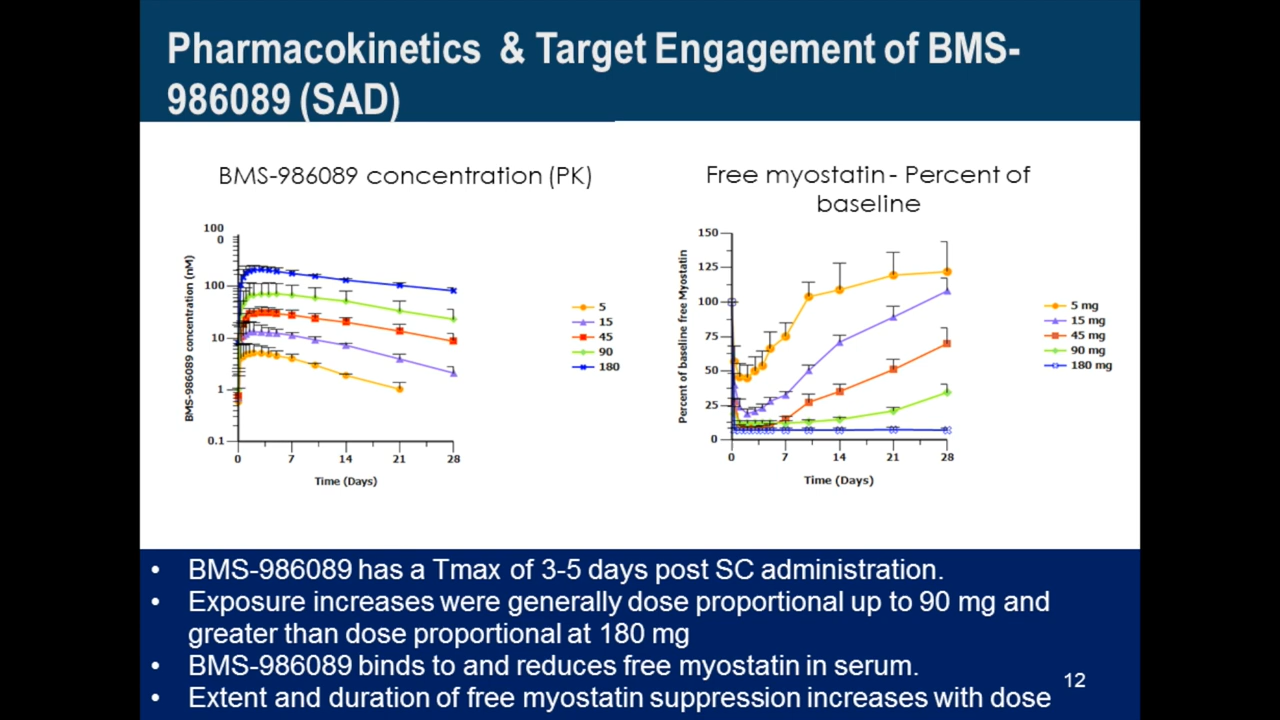 Pharmacokinetics & Target Engagement of BMS-
986089 (SAD)
BMS-986089 concentration (PK)
100
0
100
10
1
0.1
BMS-986089 concentration (nM)
0 7 14 21 28
Time (Days)
5
15
45
90
180
Free myostatin - Percent of
baseline
150
125
100
75
50
25
0
Percent of baseline free Myostatin
0 7 14 21 28
Time (Days)
5 mg
15 mg
45 mg
90 mg
180 mg
• BMS-986089 has a Tmax of 3-5 days post SC administration.
• Exposure increases were generally dose proportional up to 90 mg and
greater than dose proportional at 180 mg
• BMS-986089 binds to and reduces free myostatin in serum.
• Extent and duration of free myostatin suppression increases with dose
12